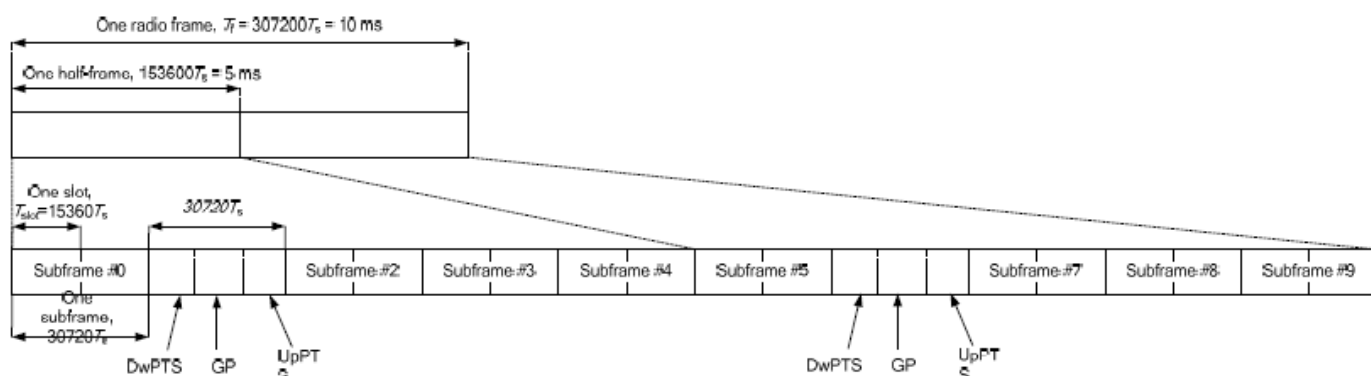 One radio frame, Tf = 307200Ts = 10 ms
One half-frame, 153600Ts = 5 ms
One slot,
Tslot=15360Ts
30720Ts
Subframe #0
Subframe #2
Subframe #3
Subframe #4
Subframe #5
Subframe #7
Subframe #8
Subframe #9
One
subframe,
30720Ts
DwPTS
GP
UpPT
S
DwPTS
GP
UpPT
S